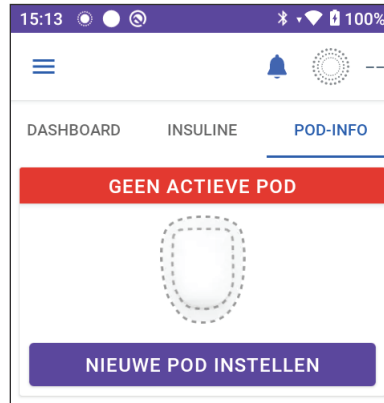 15:13 100%
--
DASHBOARD INSULINE POD-INFO
GEEN ACTIEVE POD
NIEUWE POD INSTELLEN